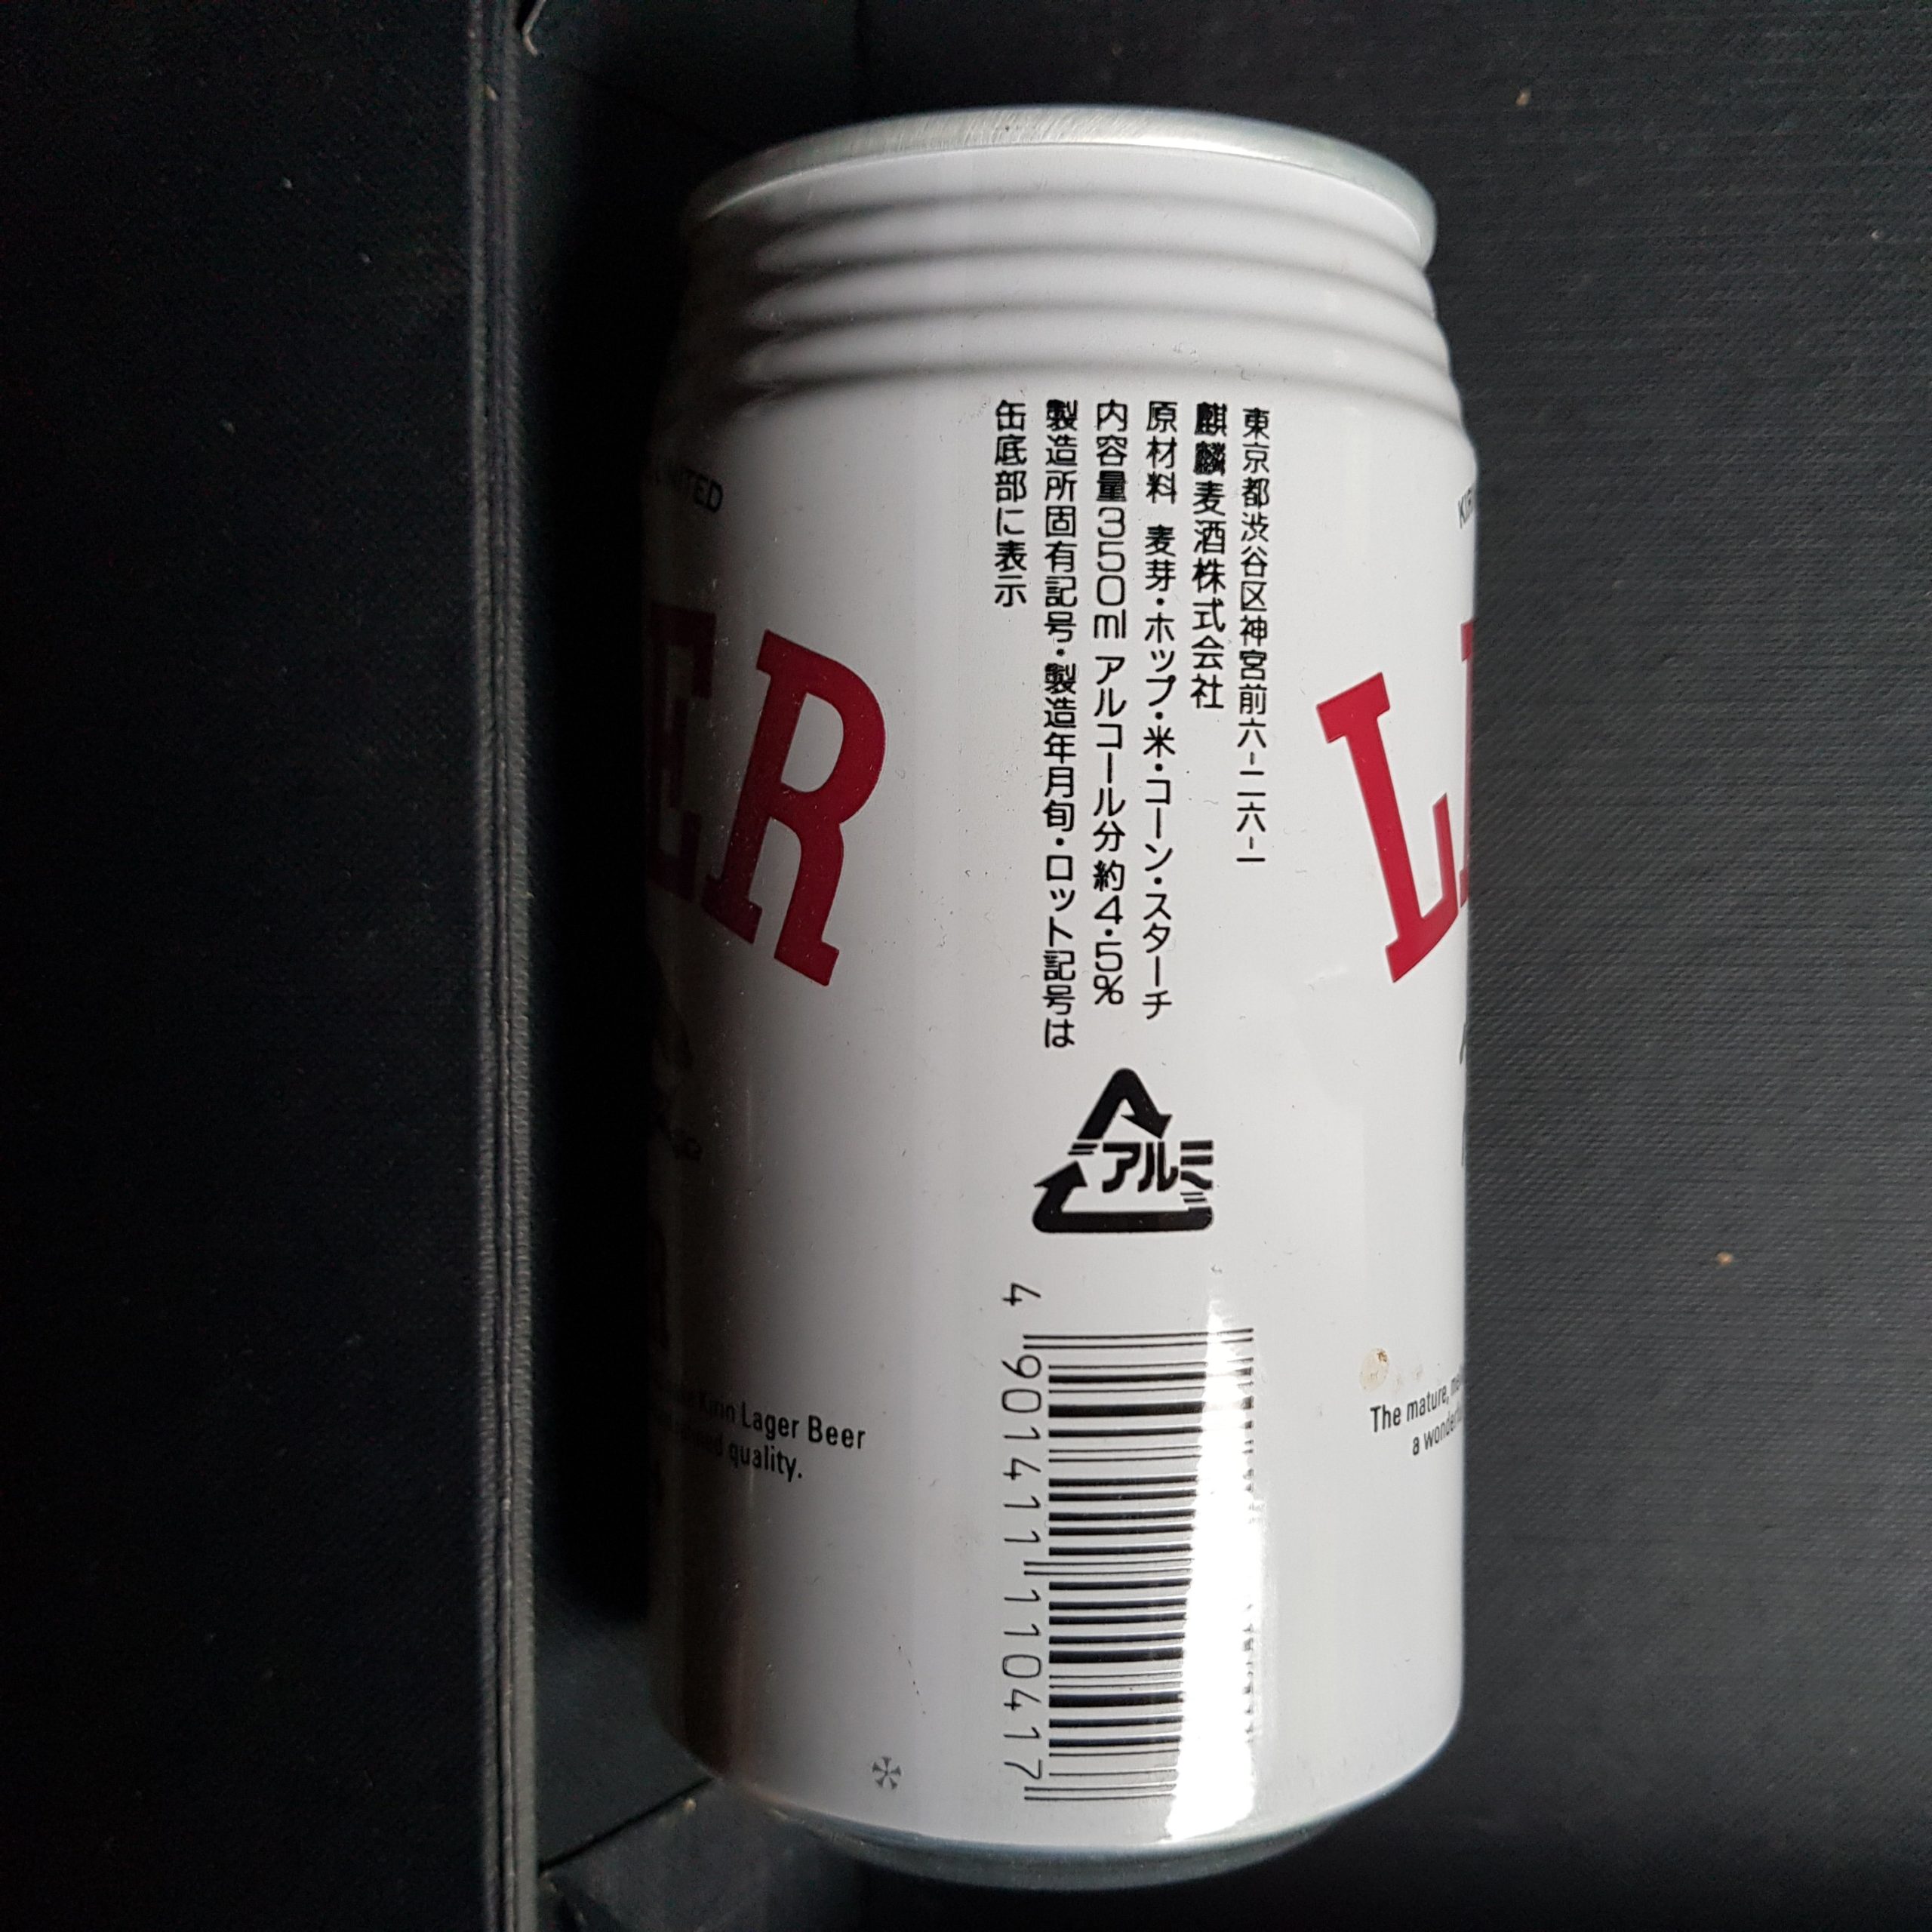 東京都渋谷区神宮前六-二六-一
麒麟麦酒株式会社
原材料 麦芽・ホップ・米・コーン・スターチ
内容量350ml アルコール分約4・5%
製造所固有記号・製造年月旬・ロット記号は
缶底部に表示
アルミ
4 901411 110417
ER
Kirin Lager Beer
quality.
L
The mature,
a